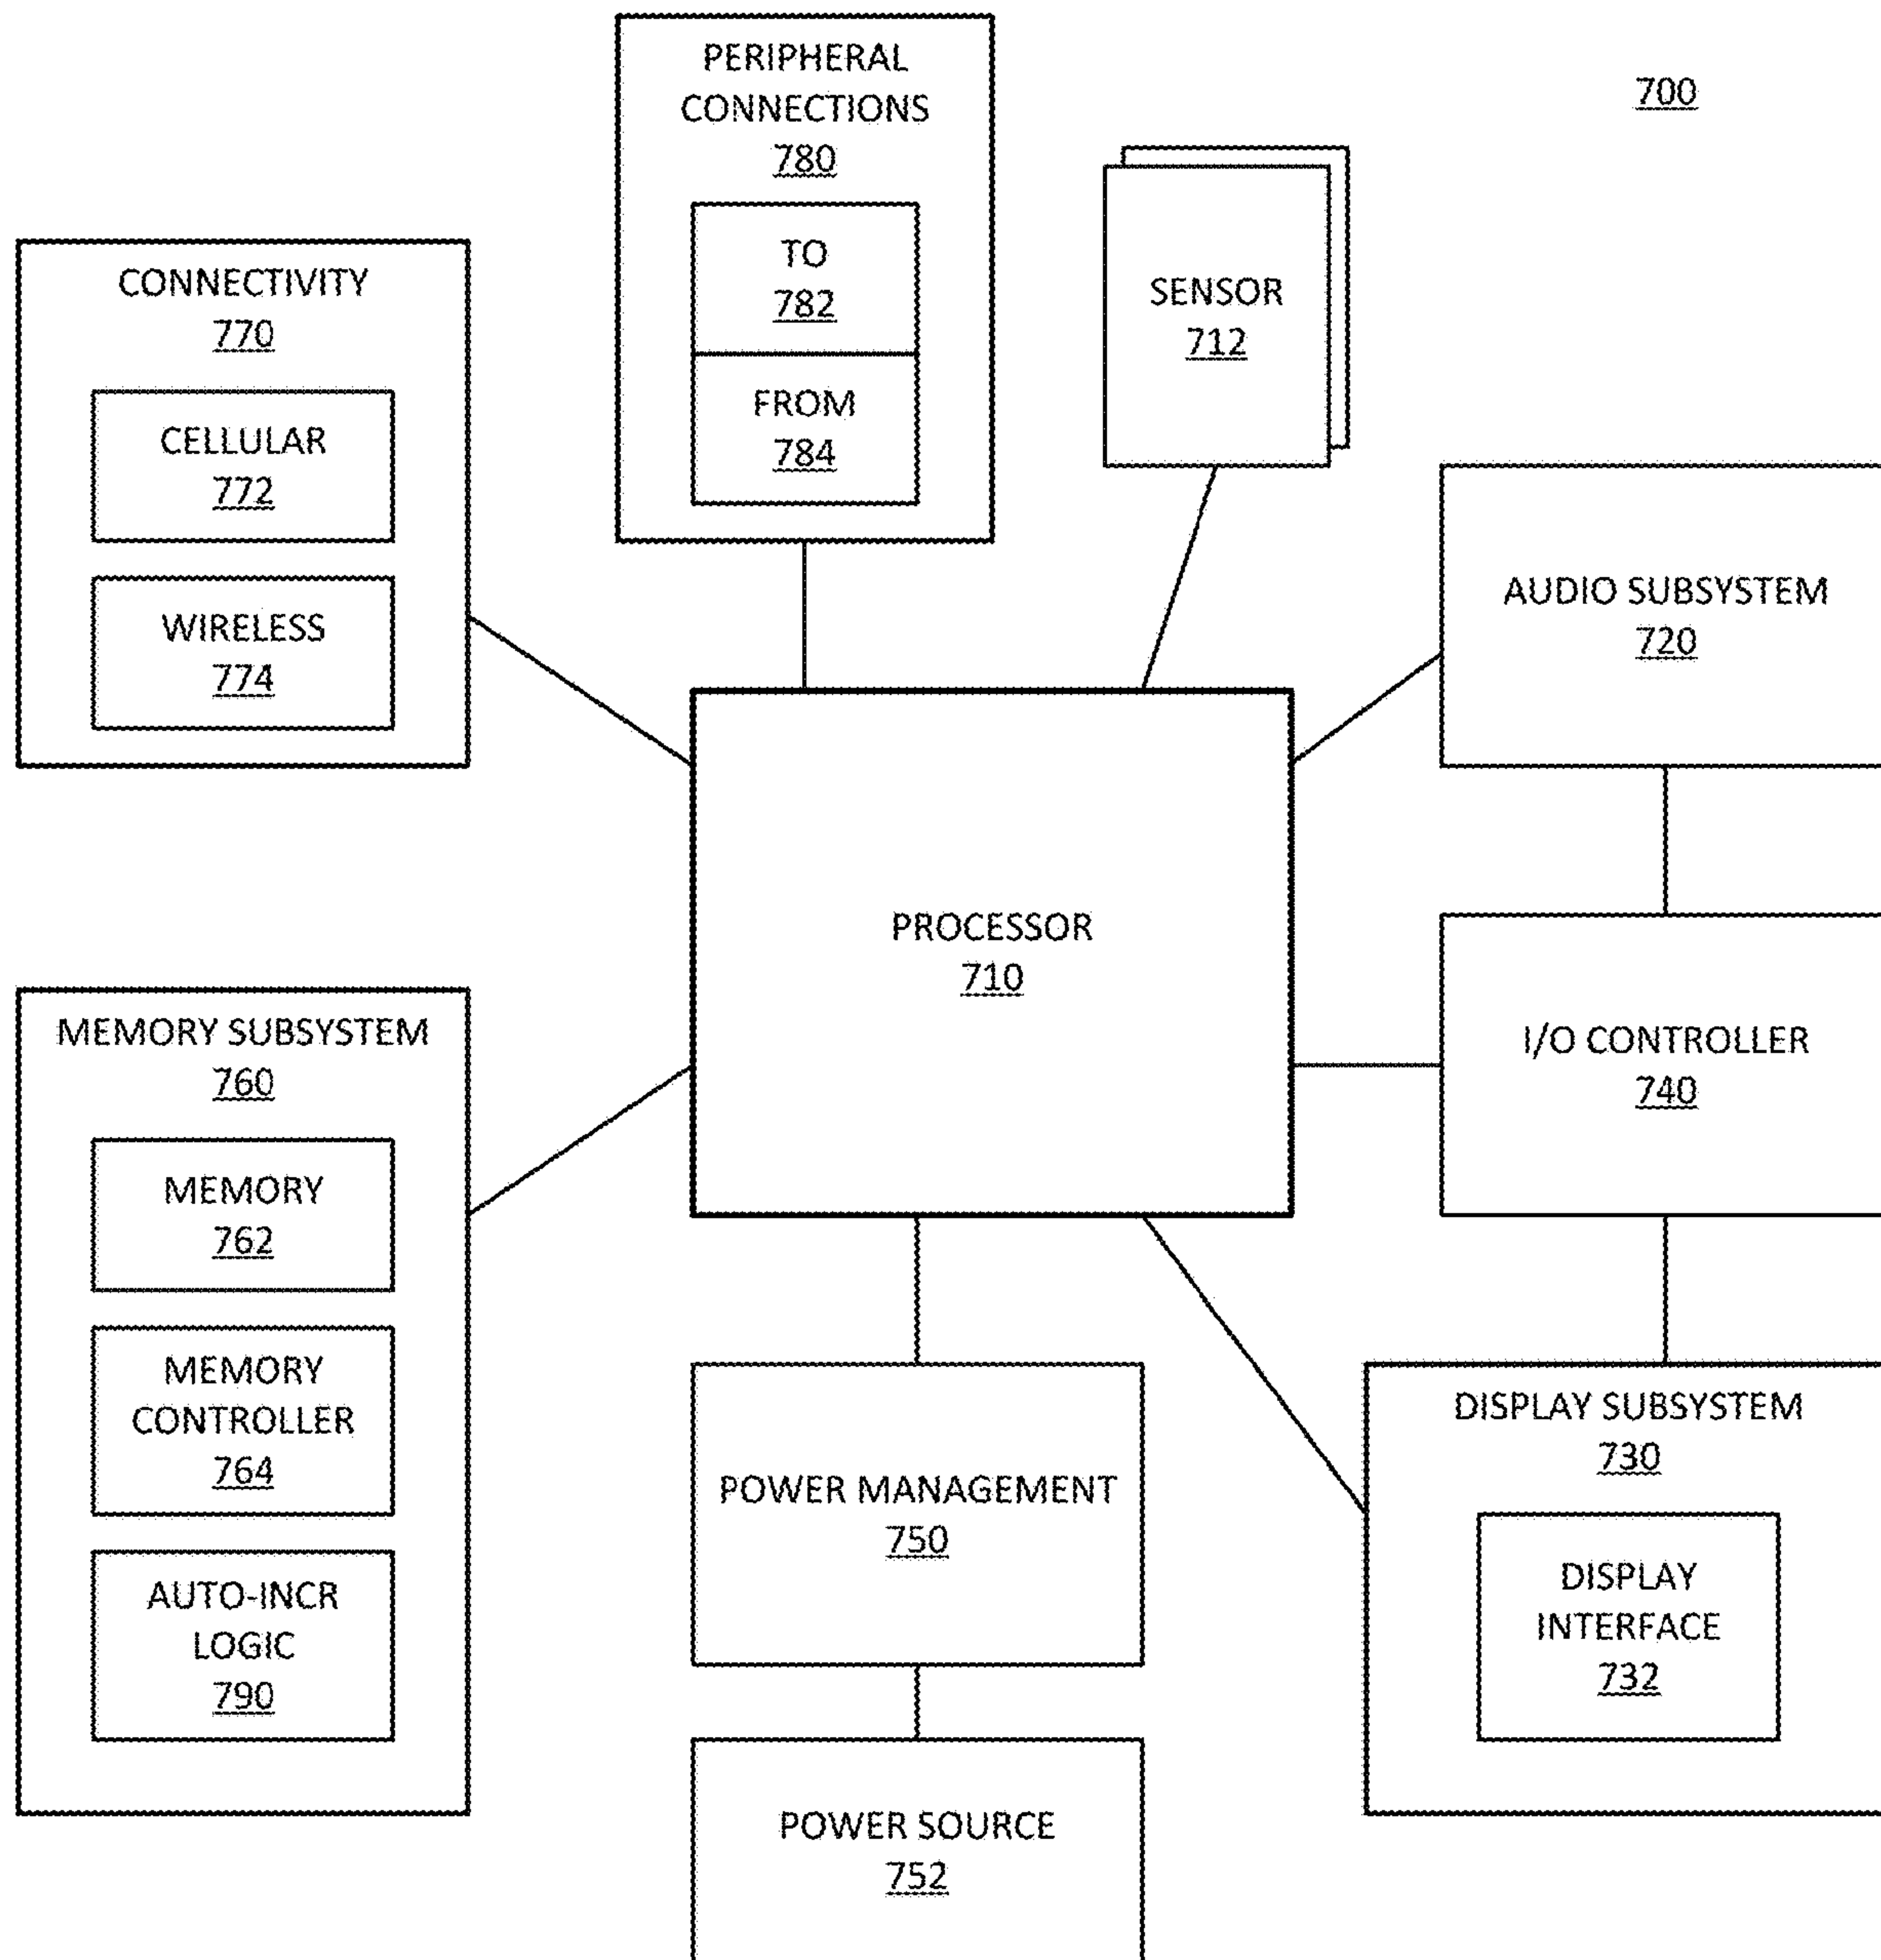 PERIPHERAL
CONNECTIONS
780
TO
782
FROM
784
700
SENSOR
712
CONNECTIVITY
770
CELLULAR
772
WIRELESS
774
AUDIO SUBSYSTEM
720
PROCESSOR
710
I/O CONTROLLER
740
MEMORY SUBSYSTEM
760
MEMORY
762
MEMORY
CONTROLLER
764
AUTO-INCR
LOGIC
790
POWER MANAGEMENT
750
POWER SOURCE
752
DISPLAY SUBSYSTEM
730
DISPLAY
INTERFACE
732